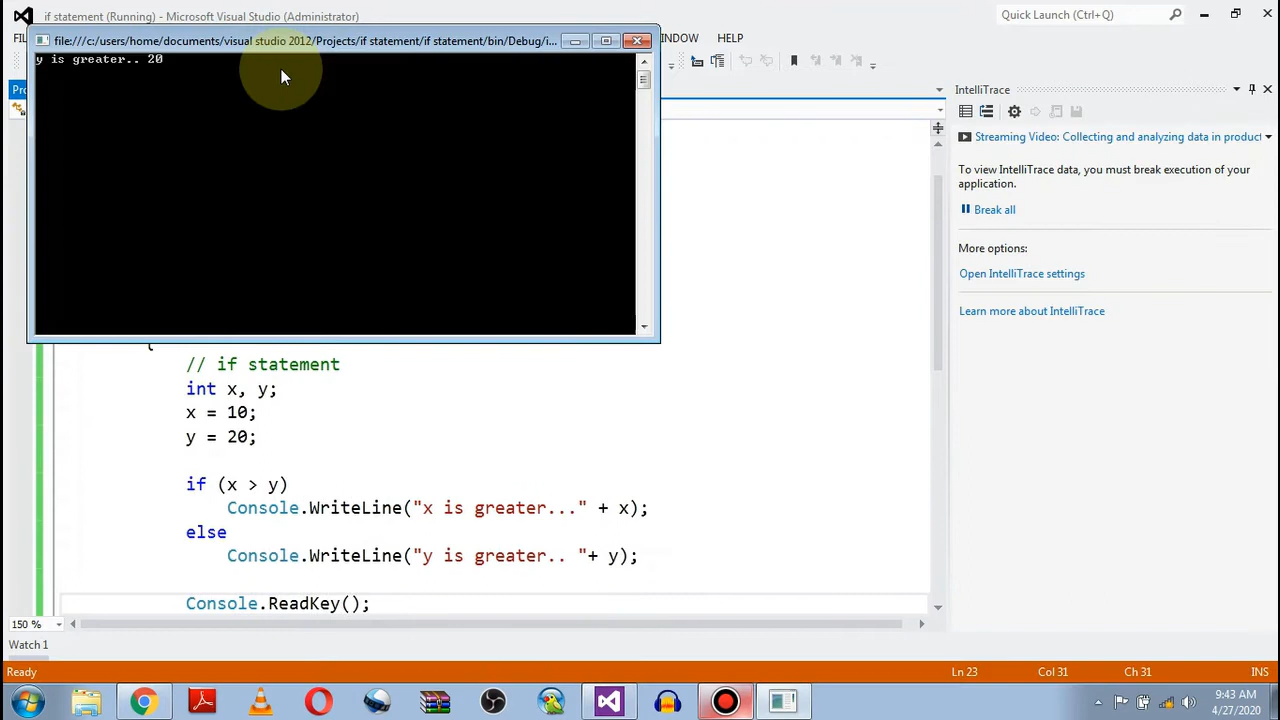 if statement (Running) - Microsoft Visual Studio (Administrator)
Quick Launch (Ctrl+Q)
file:///c:/users/home/documents/visual studio 2012/Projects/if statement/if statement/bin/Debug/i...
WINDOW HELP
y is greater.. 20
IntelliTrace
Streaming Video: Collecting and analyzing data in product
To view IntelliTrace data, you must break execution of your
application.
Break all
More options:
Open IntelliTrace settings
Learn more about IntelliTrace
{
// if statement
int x, y;
x = 10;
y = 20;
if (x > y)
Console.WriteLine("x is greater..." + x);
else
Console.WriteLine("y is greater.. "+ y);
Console.ReadKey();
150 %
Watch 1
Ready
Ln 23
Col 31
Ch 31
INS
9:43 AM
4/27/2020